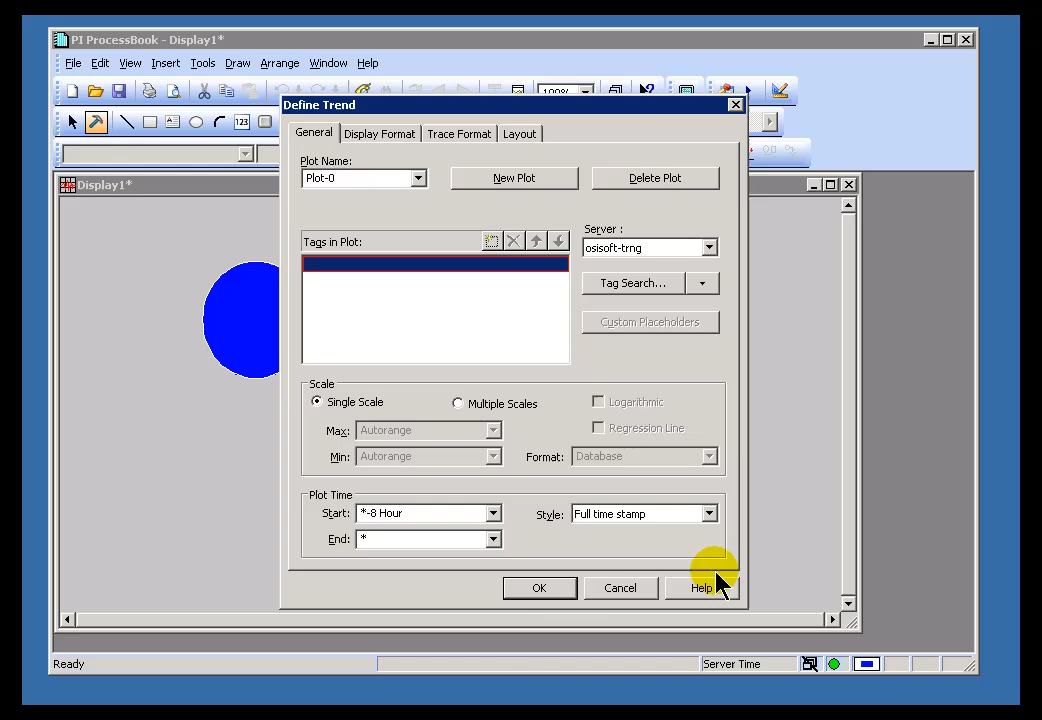 PI ProcessBook - Display1*
File Edit View Insert Tools Draw Arrange Window Help
100%
123
Display1*
Define Trend
General Display Format Trace Format Layout
Plot Name:
Plot-0 New Plot Delete Plot
Server :
Tags in Plot:
osisoft-trng
Tag Search...
Custom Placeholders
Scale
Single Scale Multiple Scales Logarithmic
Max: Autorange Regression Line
Min: Autorange Format: Database
Plot Time
Start: *-8 Hour Style: Full time stamp
End: *
OK Cancel Help
Ready Server Time